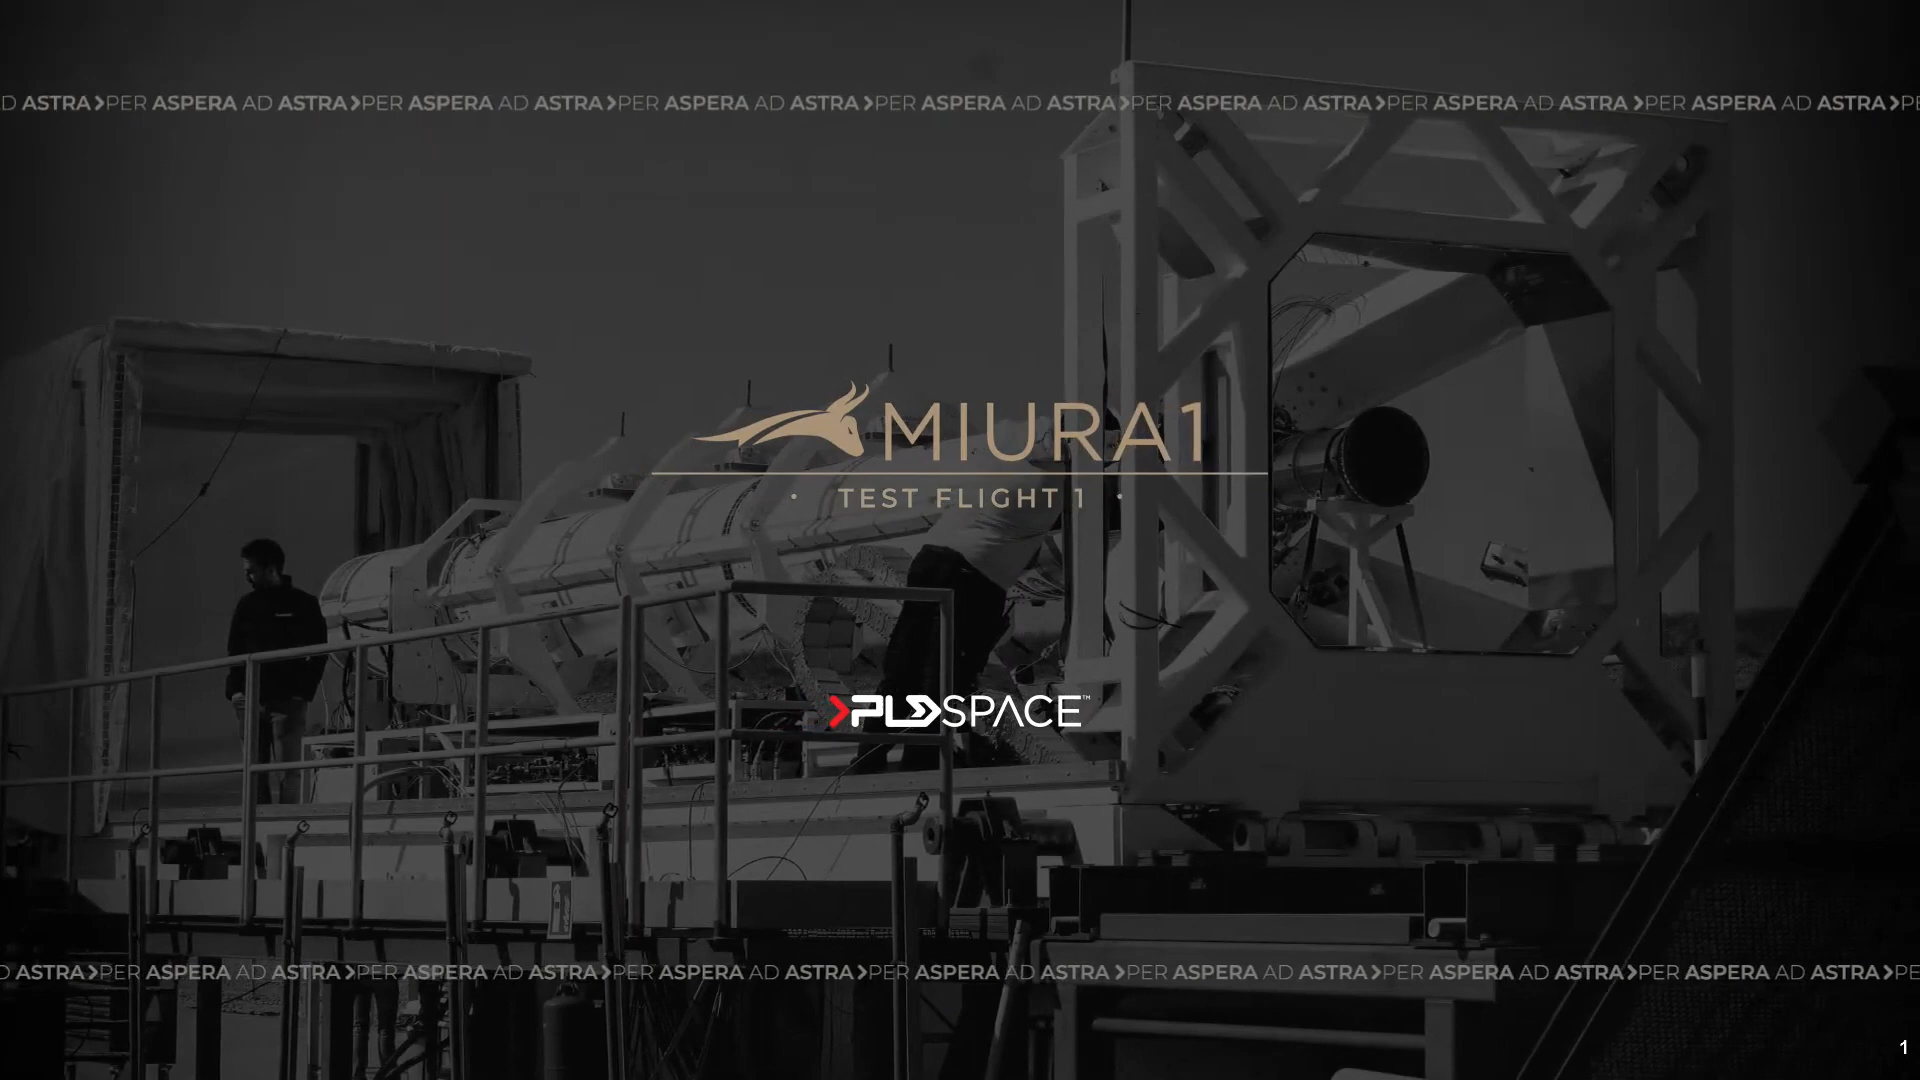 D ASTRA>PER ASPERA AD ASTRA>PER ASPERA AD ASTRA>PER ASPERA AD ASTRA>PER ASPERA AD ASTRA>PER ASPERA AD ASTRA>PER ASPERA AD ASTRA>PER ASPERA AD ASTRA>PE
MIURA1
• TEST FLIGHT 1 •
PLD SPACE™
D ASTRA>PER ASPERA AD ASTRA>PER ASPERA AD ASTRA>PER ASPERA AD ASTRA>PER ASPERA AD ASTRA>PER ASPERA AD ASTRA>PER ASPERA AD ASTRA>PER ASPERA AD ASTRA>PE
1